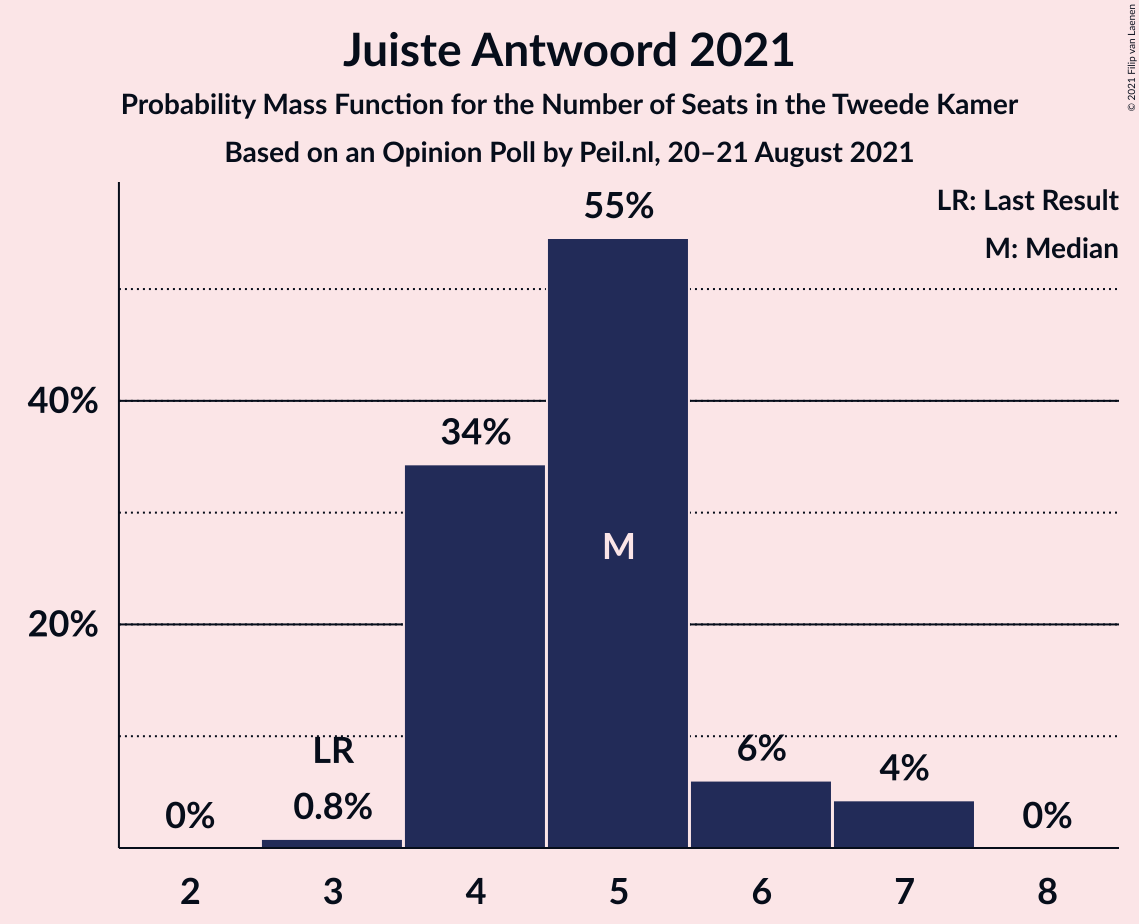 Juiste Antwoord 2021
Probability Mass Function for the Number of Seats in the Tweede Kamer
Based on an Opinion Poll by Peil.nl, 20–21 August 2021
© 2021 Filip van Laenen
LR: Last Result
M: Median
55%
40%
34%
M
20%
LR
6%
4%
0%
0.8%
0%
2 3 4 5 6 7 8